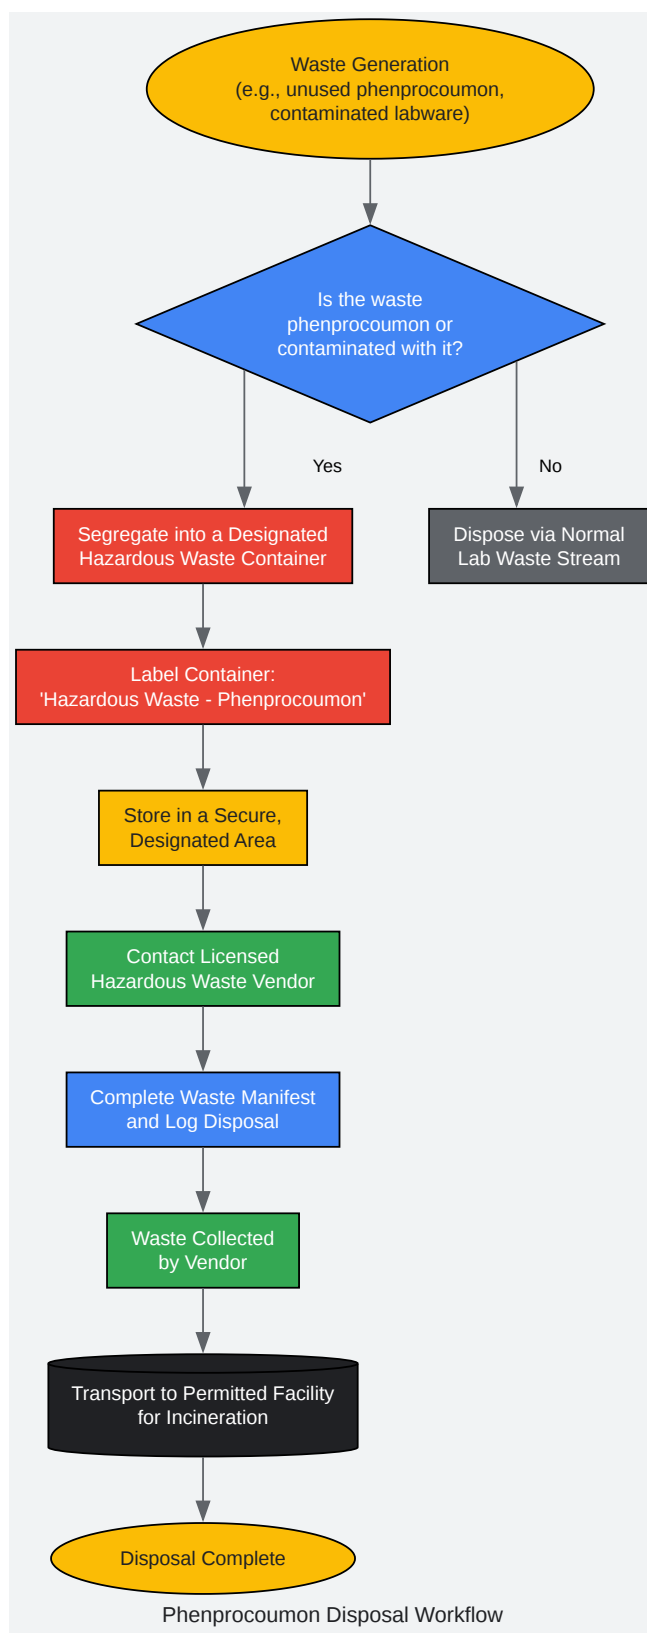 Waste Generation
(e.g., unused phenprocoumon,
contaminated labware)
Is the waste
phenprocoumon or
contaminated with it?
Yes
No
Segregate into a Designated
Hazardous Waste Container
Dispose via Normal
Lab Waste Stream
Label Container:
'Hazardous Waste - Phenprocoumon'
Store in a Secure,
Designated Area
Contact Licensed
Hazardous Waste Vendor
Complete Waste Manifest
and Log Disposal
Waste Collected
by Vendor
Transport to Permitted Facility
for Incineration
Disposal Complete
Phenprocoumon Disposal Workflow